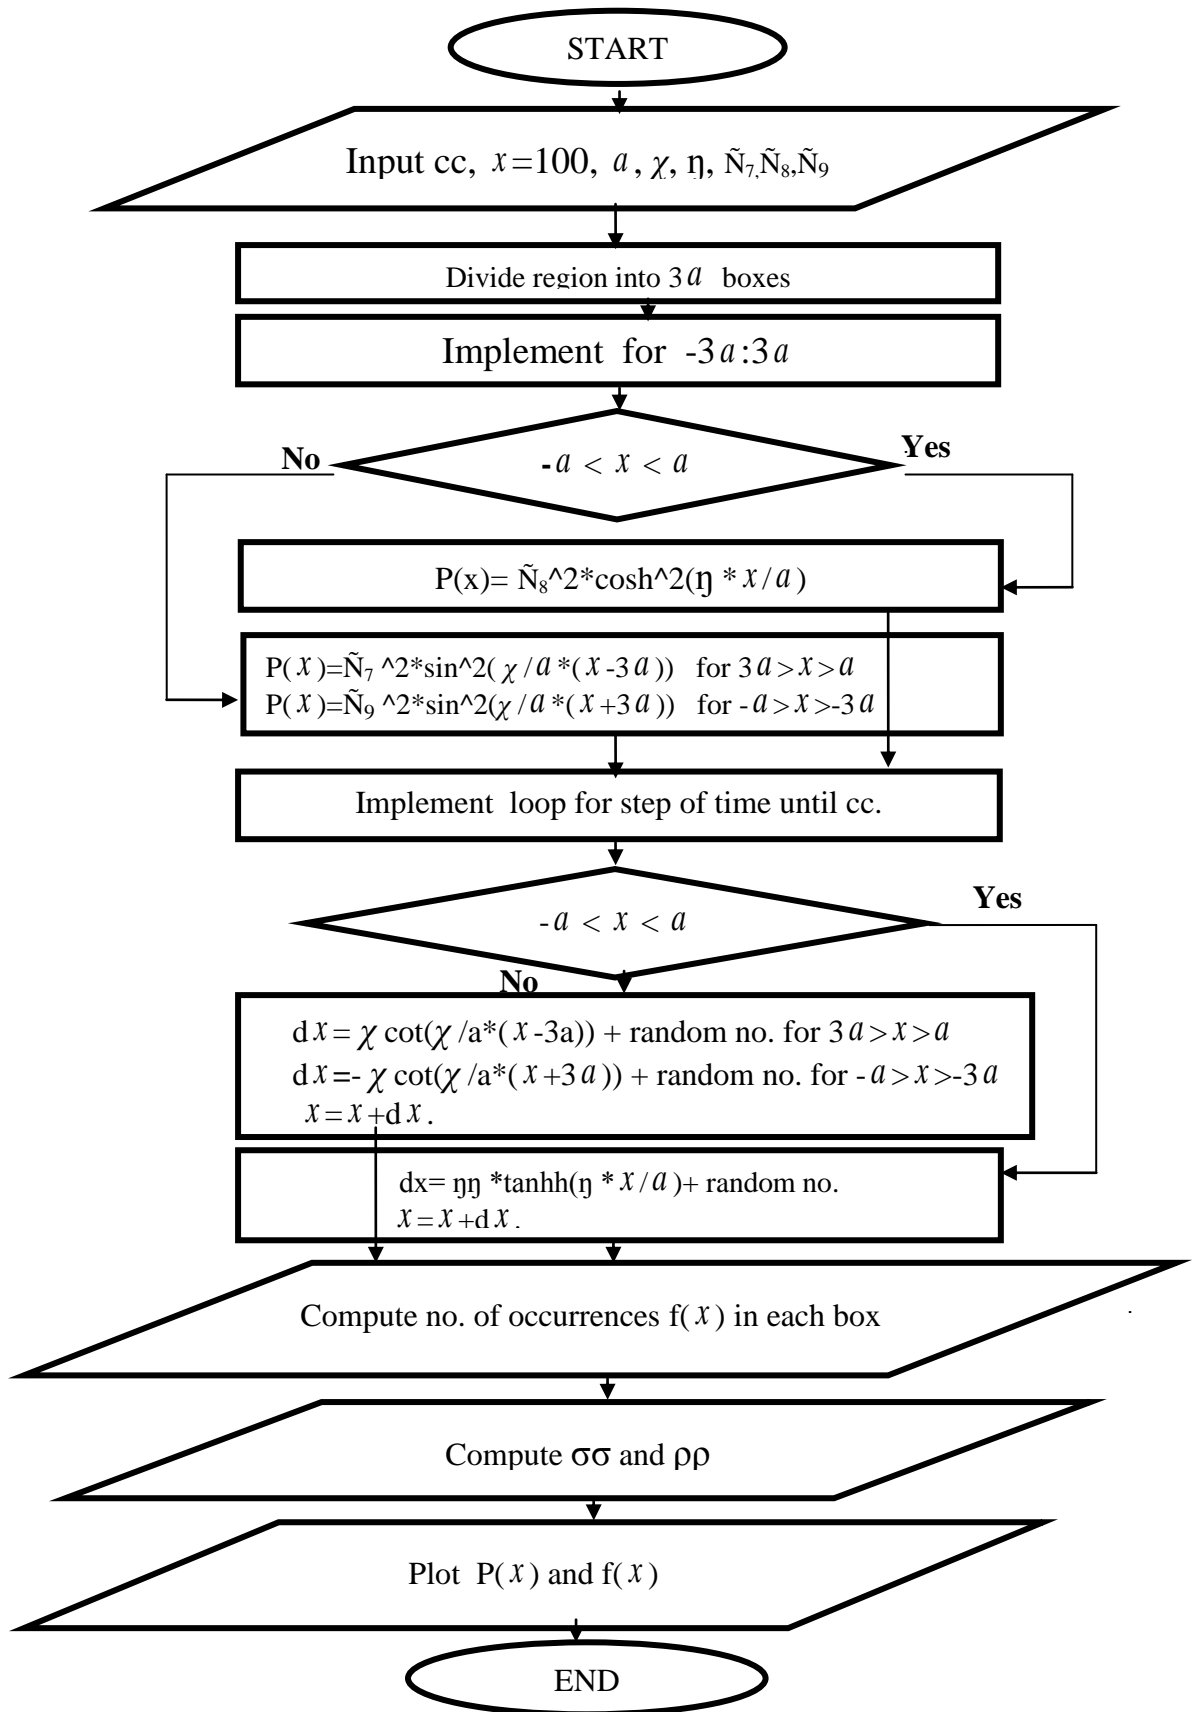 START
Input cc, x=100, a, χ, ŋ, Ñ₇,Ñ₈,Ñ₉
Divide region into 3a boxes
Implement for -3a:3a
No
-a < x < a
Yes
P(x)= Ñ₈^2*cosh^2(ŋ * x/a)
P(x)=Ñ₇ ^2*sin^2( χ/a *(x-3a)) for 3a>x>a
P(x)=Ñ₉ ^2*sin^2(χ/a *(x+3a)) for -a>x>-3a
Implement loop for step of time until cc.
-a < x < a
Yes
No
dx= χ cot(χ/a*(x-3a)) + random no. for 3a>x>a
dx=- χ cot(χ/a*(x+3a)) + random no. for -a>x>-3a
x=x+dx.
dx= ŋŋ *tanhh(ŋ * x/a)+ random no.
x=x+dx.
Compute no. of occurrences f(x) in each box
Compute σσ and ρρ
Plot P(x) and f(x)
END